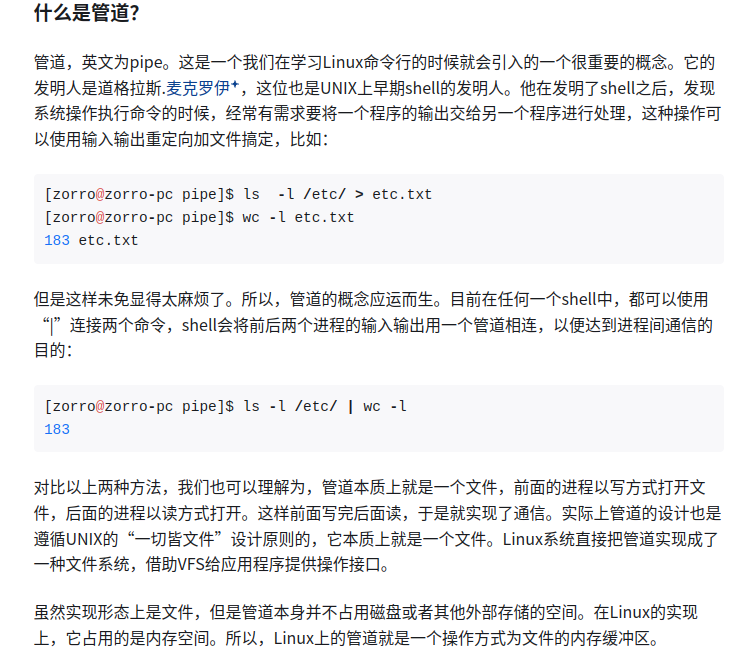 什么是管道？
管道，英文为pipe。这是一个我们在学习Linux命令行的时候就会引入的一个很重要的概念。它的
发明人是道格拉斯.麦克罗伊，这位也是UNIX上早期shell的发明人。他在发明了shell之后，发现
系统操作执行命令的时候，经常有需求要将一个程序的输出交给另一个程序进行处理，这种操作可
以使用输入输出重定向加文件搞定，比如：
[zorro@zorro-pc pipe]$ ls  -l /etc/ > etc.txt
[zorro@zorro-pc pipe]$ wc -l etc.txt
183 etc.txt
但是这样未免显得太麻烦了。所以，管道的概念应运而生。目前在任何一个shell中，都可以使用
“|”连接两个命令，shell会将前后两个进程的输入输出用一个管道相连，以便达到进程间通信的
目的：
[zorro@zorro-pc pipe]$ ls -l /etc/ | wc -l
183
对比以上两种方法，我们也可以理解为，管道本质上就是一个文件，前面的进程以写方式打开文
件，后面的进程以读方式打开。这样前面写完后面读，于是就实现了通信。实际上管道的设计也是
遵循UNIX的“一切皆文件”设计原则的，它本质上就是一个文件。Linux系统直接把管道实现成了
一种文件系统，借助VFS给应用程序提供操作接口。
虽然实现形态上是文件，但是管道本身并不占用磁盘或者其他外部存储的空间。在Linux的实现
上，它占用的是内存空间。所以，Linux上的管道就是一个操作方式为文件的内存缓冲区。